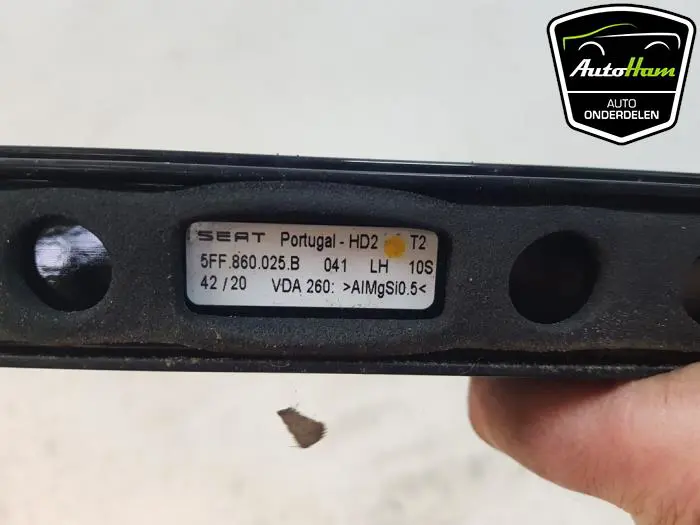 AutoHam
AUTO
ONDERDELEN
SEAT Portugal - HD2 T2
5FF.860.025.B 041 LH 10S
42 / 20 VDA 260: >AlMgSi0.5<